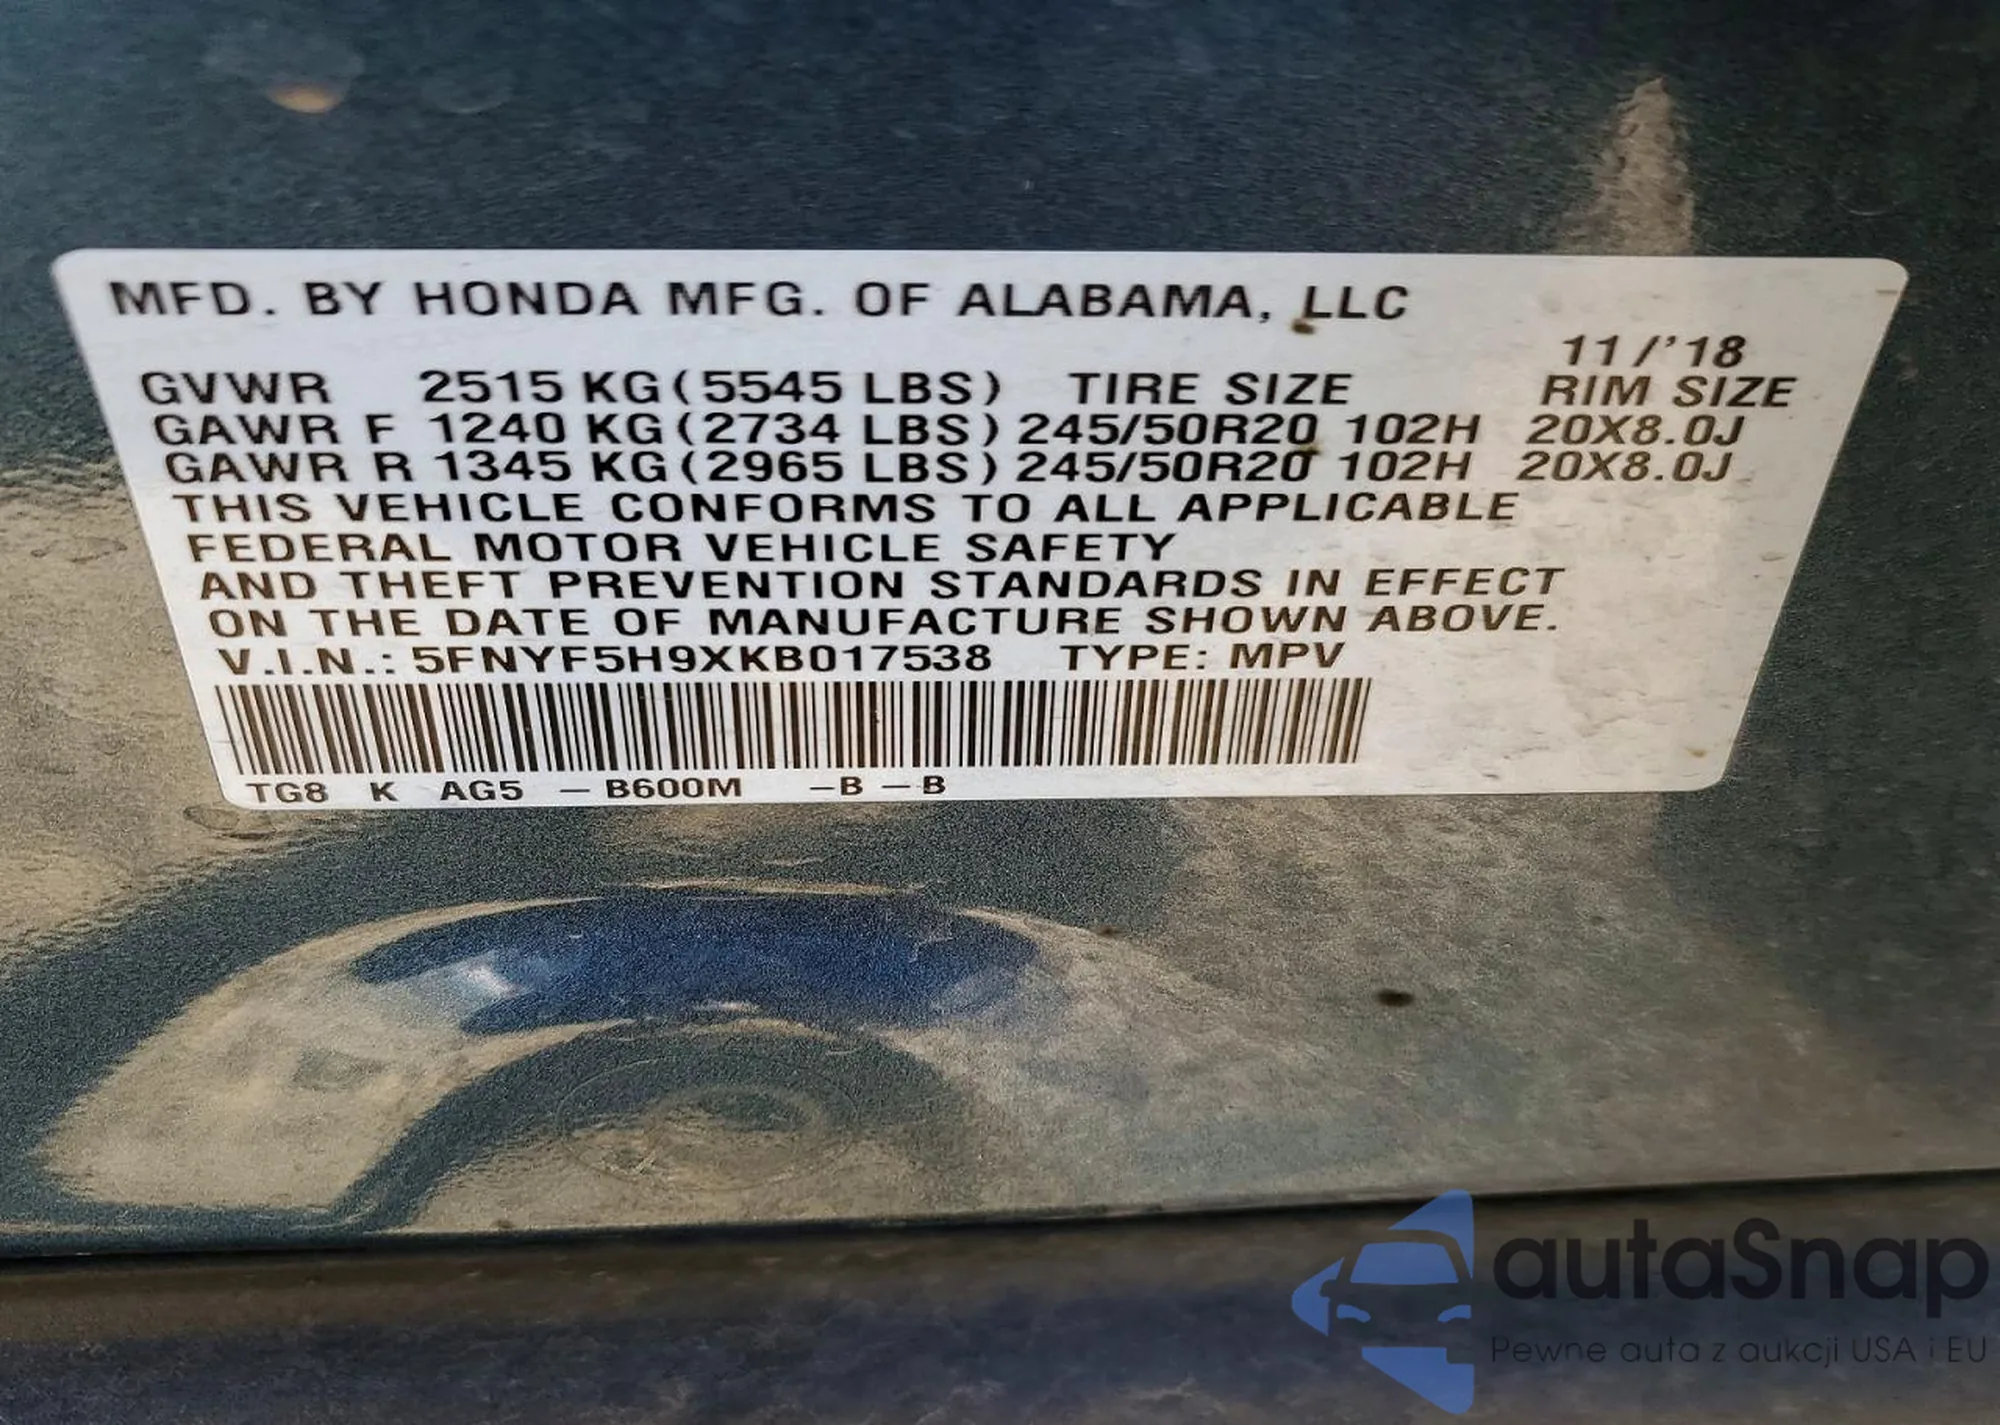 MFD. BY HONDA MFG. OF ALABAMA, LLC
11/'18
GVWR 2515 KG (5545 LBS) TIRE SIZE RIM SIZE
GAWR F 1240 KG (2734 LBS) 245/50R20 102H 20X8.0J
GAWR R 1345 KG (2965 LBS) 245/50R20 102H 20X8.0J
THIS VEHICLE CONFORMS TO ALL APPLICABLE
FEDERAL MOTOR VEHICLE SAFETY
AND THEFT PREVENTION STANDARDS IN EFFECT
ON THE DATE OF MANUFACTURE SHOWN ABOVE.
V.I.N.: 5FNYF5H9XKB017538 TYPE: MPV
TG8 K AG5 – B600M –B – B
autaSnap
Pewne auta z aukcji USA i EU